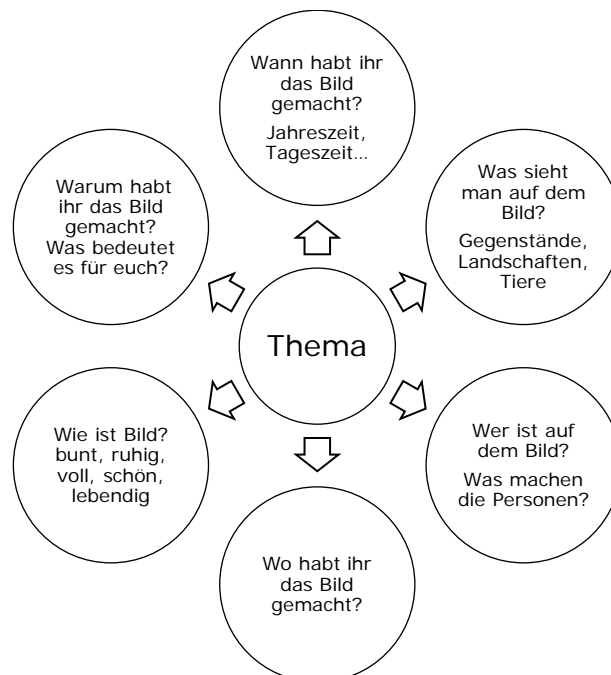 Wann habt ihr
das Bild
gemacht?
Jahreszeit,
Tageszeit...
Was sieht
man auf dem
Bild?
Gegenstände,
Landschaften,
Tiere
Warum habt
ihr das Bild
gemacht?
Was bedeutet
es für euch?
Thema
Wie ist Bild?
bunt, ruhig,
voll, schön,
lebendig
Wer ist auf
dem Bild?
Was machen
die Personen?
Wo habt ihr
das Bild
gemacht?